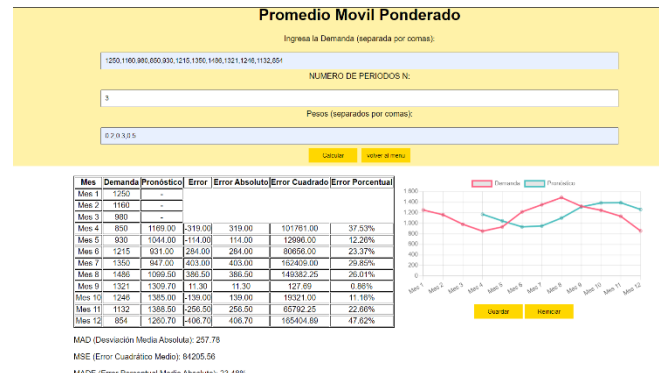 Promedio Movil Ponderado
Ingresa la Demanda (separada por comas):
1250,1160,980,850,930,1215,1350,1486,1321,1246,1132,854
NUMERO DE PERIODOS N:
3
Pesos (separados por comas):
0.2,0.3,0.5
Calcular volver al menu
Mes Demanda Pronóstico Error Error Absoluto Error Cuadrado Error Porcentual
Mes 1 1250 -
Mes 2 1160 -
Mes 3 980 -
Mes 4 850 1169.00 -319.00 319.00 101761.00 37.53%
Mes 5 930 1044.00 -114.00 114.00 12996.00 12.26%
Mes 6 1215 931.00 284.00 284.00 80656.00 23.37%
Mes 7 1350 947.00 403.00 403.00 162409.00 29.85%
Mes 8 1486 1099.50 386.50 386.50 149382.25 26.01%
Mes 9 1321 1309.70 11.30 11.30 127.69 0.86%
Mes 10 1246 1385.00 -139.00 139.00 19321.00 11.16%
Mes 11 1132 1388.50 -256.50 256.50 65792.25 22.66%
Mes 12 854 1260.70 -406.70 406.70 165404.89 47.62%
Demanda Pronóstico
1 600
1 400
1 200
1 000
800
600
400
200
0
Mes 1 Mes 2 Mes 3 Mes 4 Mes 5 Mes 6 Mes 7 Mes 8 Mes 9 Mes 10 Mes 11 Mes 12
Guardar Reiniciar
MAD (Desviación Media Absoluta): 257.78
MSE (Error Cuadrático Medio): 84205.56
MAPE (Error Porcentual Medio Absoluto): 23.48%